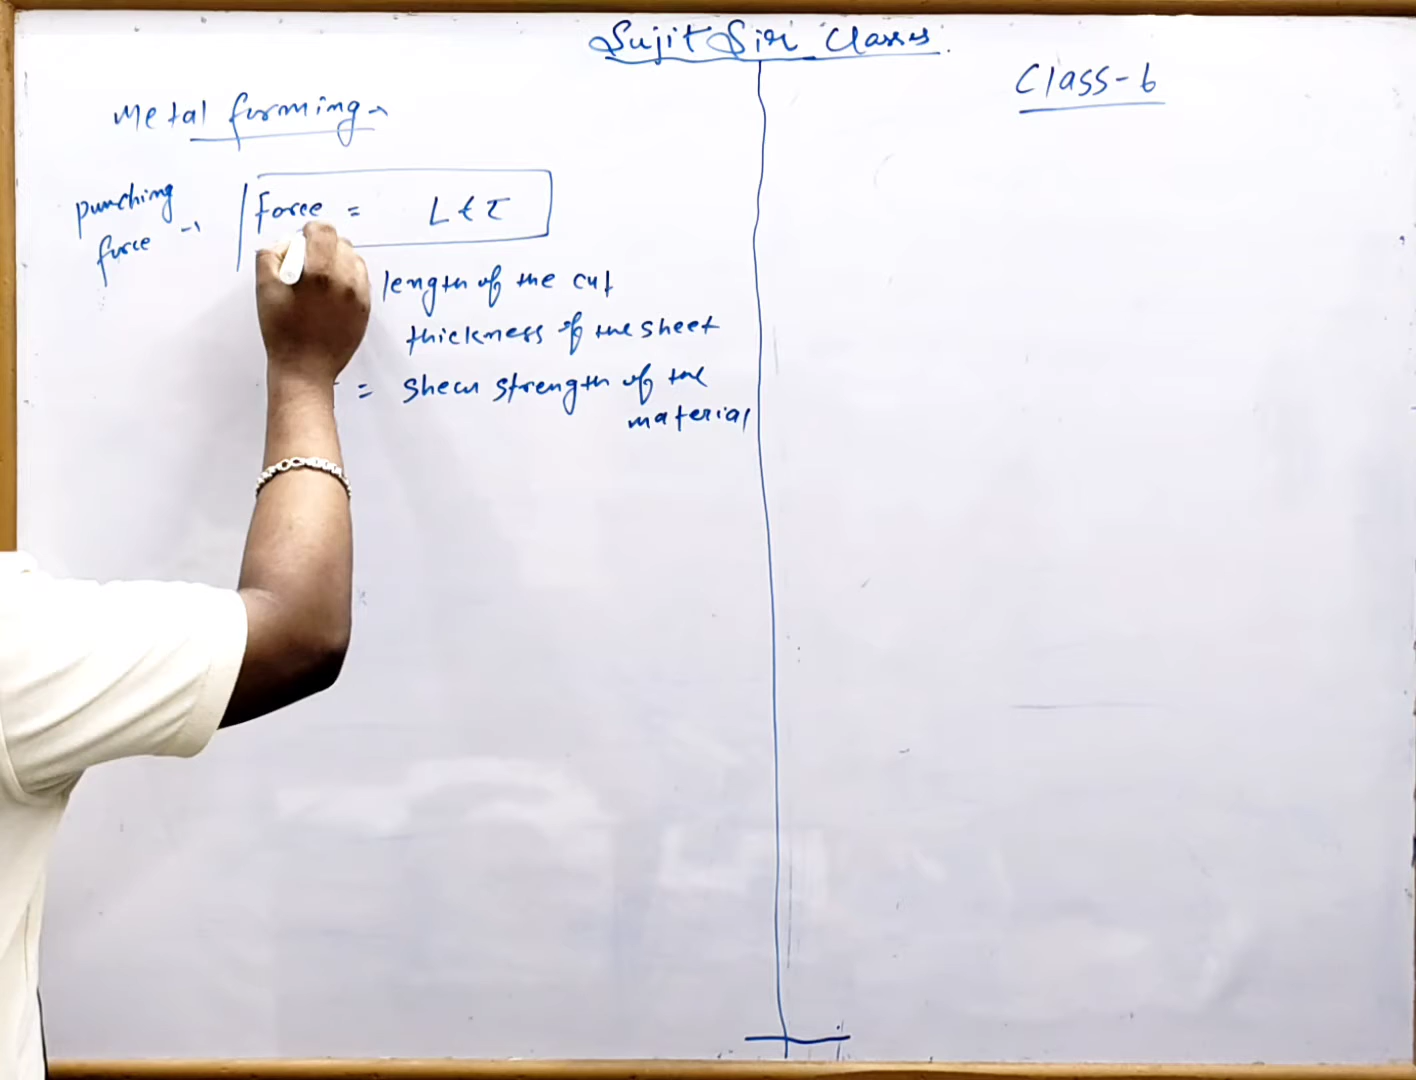 Sujit Sir Classes
Class-6
Metal forming
punching
force →
Force = L t τ
length of the cut
thickness of the sheet
= Shear strength of the
material